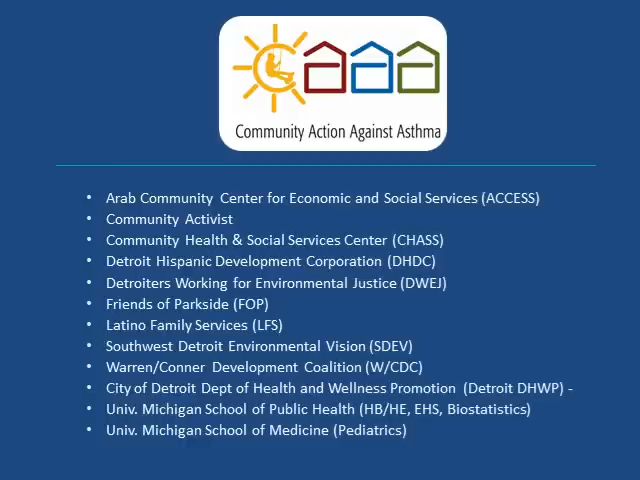 Community Action Against Asthma
• Arab Community Center for Economic and Social Services (ACCESS)
• Community Activist
• Community Health & Social Services Center (CHASS)
• Detroit Hispanic Development Corporation (DHDC)
• Detroiters Working for Environmental Justice (DWEJ)
• Friends of Parkside (FOP)
• Latino Family Services (LFS)
• Southwest Detroit Environmental Vision (SDEV)
• Warren/Conner Development Coalition (W/CDC)
• City of Detroit Dept of Health and Wellness Promotion (Detroit DHWP) -
• Univ. Michigan School of Public Health (HB/HE, EHS, Biostatistics)
• Univ. Michigan School of Medicine (Pediatrics)